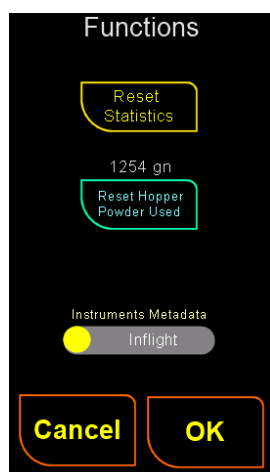 Functions
Reset
Statistics
1254 gn
Reset Hopper
Powder Used
Instruments Metadata
Inflight
Cancel
OK